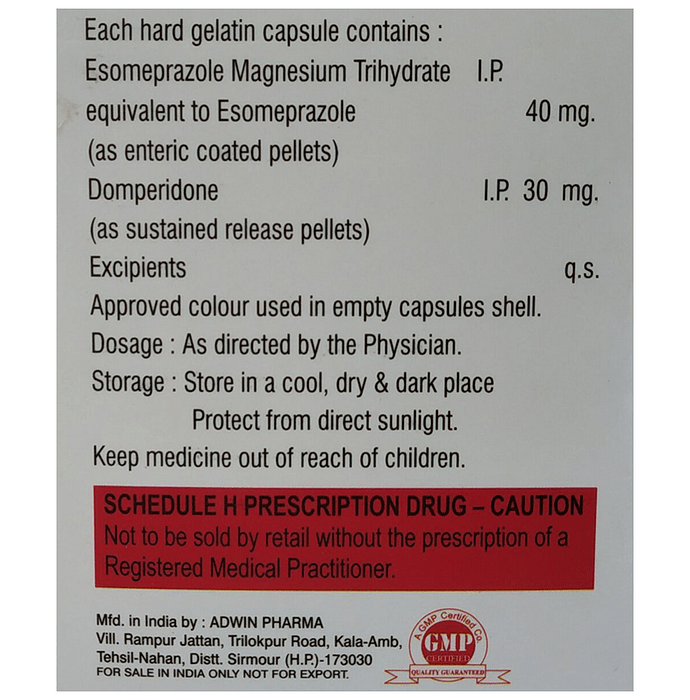 Each hard gelatin capsule contains :
Esomeprazole Magnesium Trihydrate I.P.
equivalent to Esomeprazole 40 mg.
(as enteric coated pellets)
Domperidone I.P. 30 mg.
(as sustained release pellets)
Excipients q.s.
Approved colour used in empty capsules shell.
Dosage : As directed by the Physician.
Storage : Store in a cool, dry & dark place
Protect from direct sunlight.
Keep medicine out of reach of children.
SCHEDULE H PRESCRIPTION DRUG – CAUTION
Not to be sold by retail without the prescription of a
Registered Medical Practitioner.
Mfd. in India by : ADWIN PHARMA
Vill. Rampur Jattan, Trilokpur Road, Kala-Amb,
Tehsil-Nahan, Distt. Sirmour (H.P.)-173030
FOR SALE IN INDIA ONLY NOT FOR EXPORT.
A GMP Certified Co.
GMP
CERTIFIED
QUALITY GUARANTEED